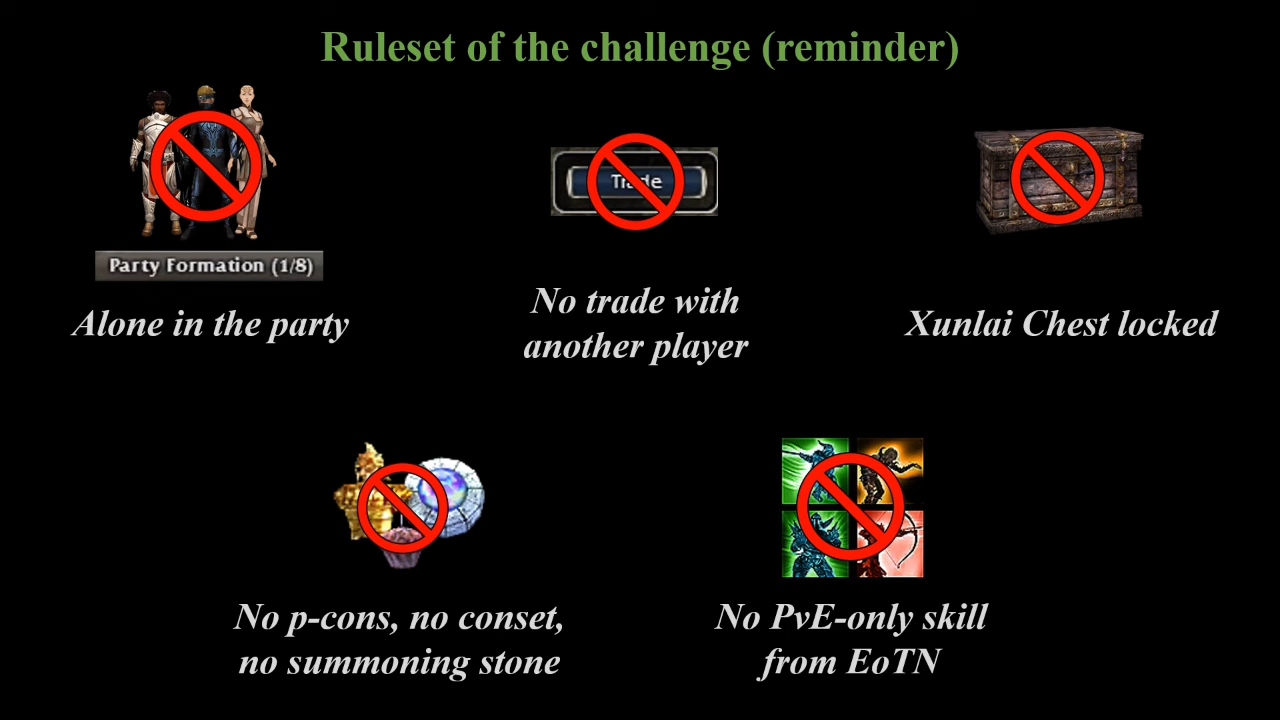 Ruleset of the challenge (reminder)
Trade
Party Formation (1/8)
Alone in the party
No trade with
another player
Xunlai Chest locked
No p-cons, no conset,
no summoning stone
No PvE-only skill
from EoTN